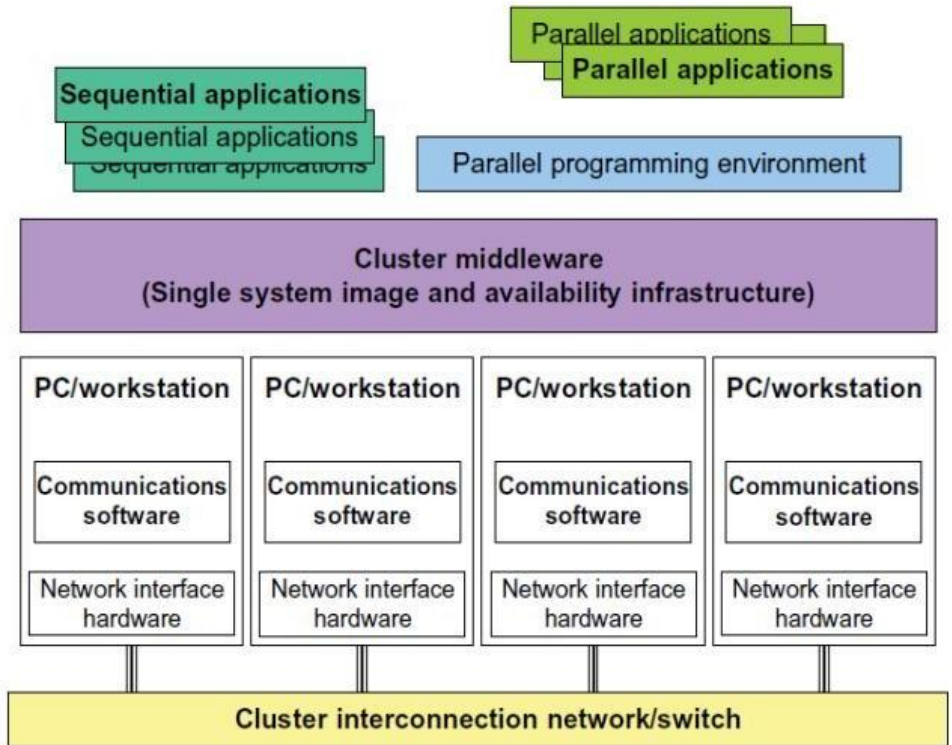 Parallel applications
Parallel applications
Sequential applications
Sequential applications
Sequential applications
Parallel programming environment
Cluster middleware
(Single system image and availability infrastructure)
PC/workstation
PC/workstation
PC/workstation
PC/workstation
Communications
software
Communications
software
Communications
software
Communications
software
Network interface
hardware
Network interface
hardware
Network interface
hardware
Network interface
hardware
Cluster interconnection network/switch